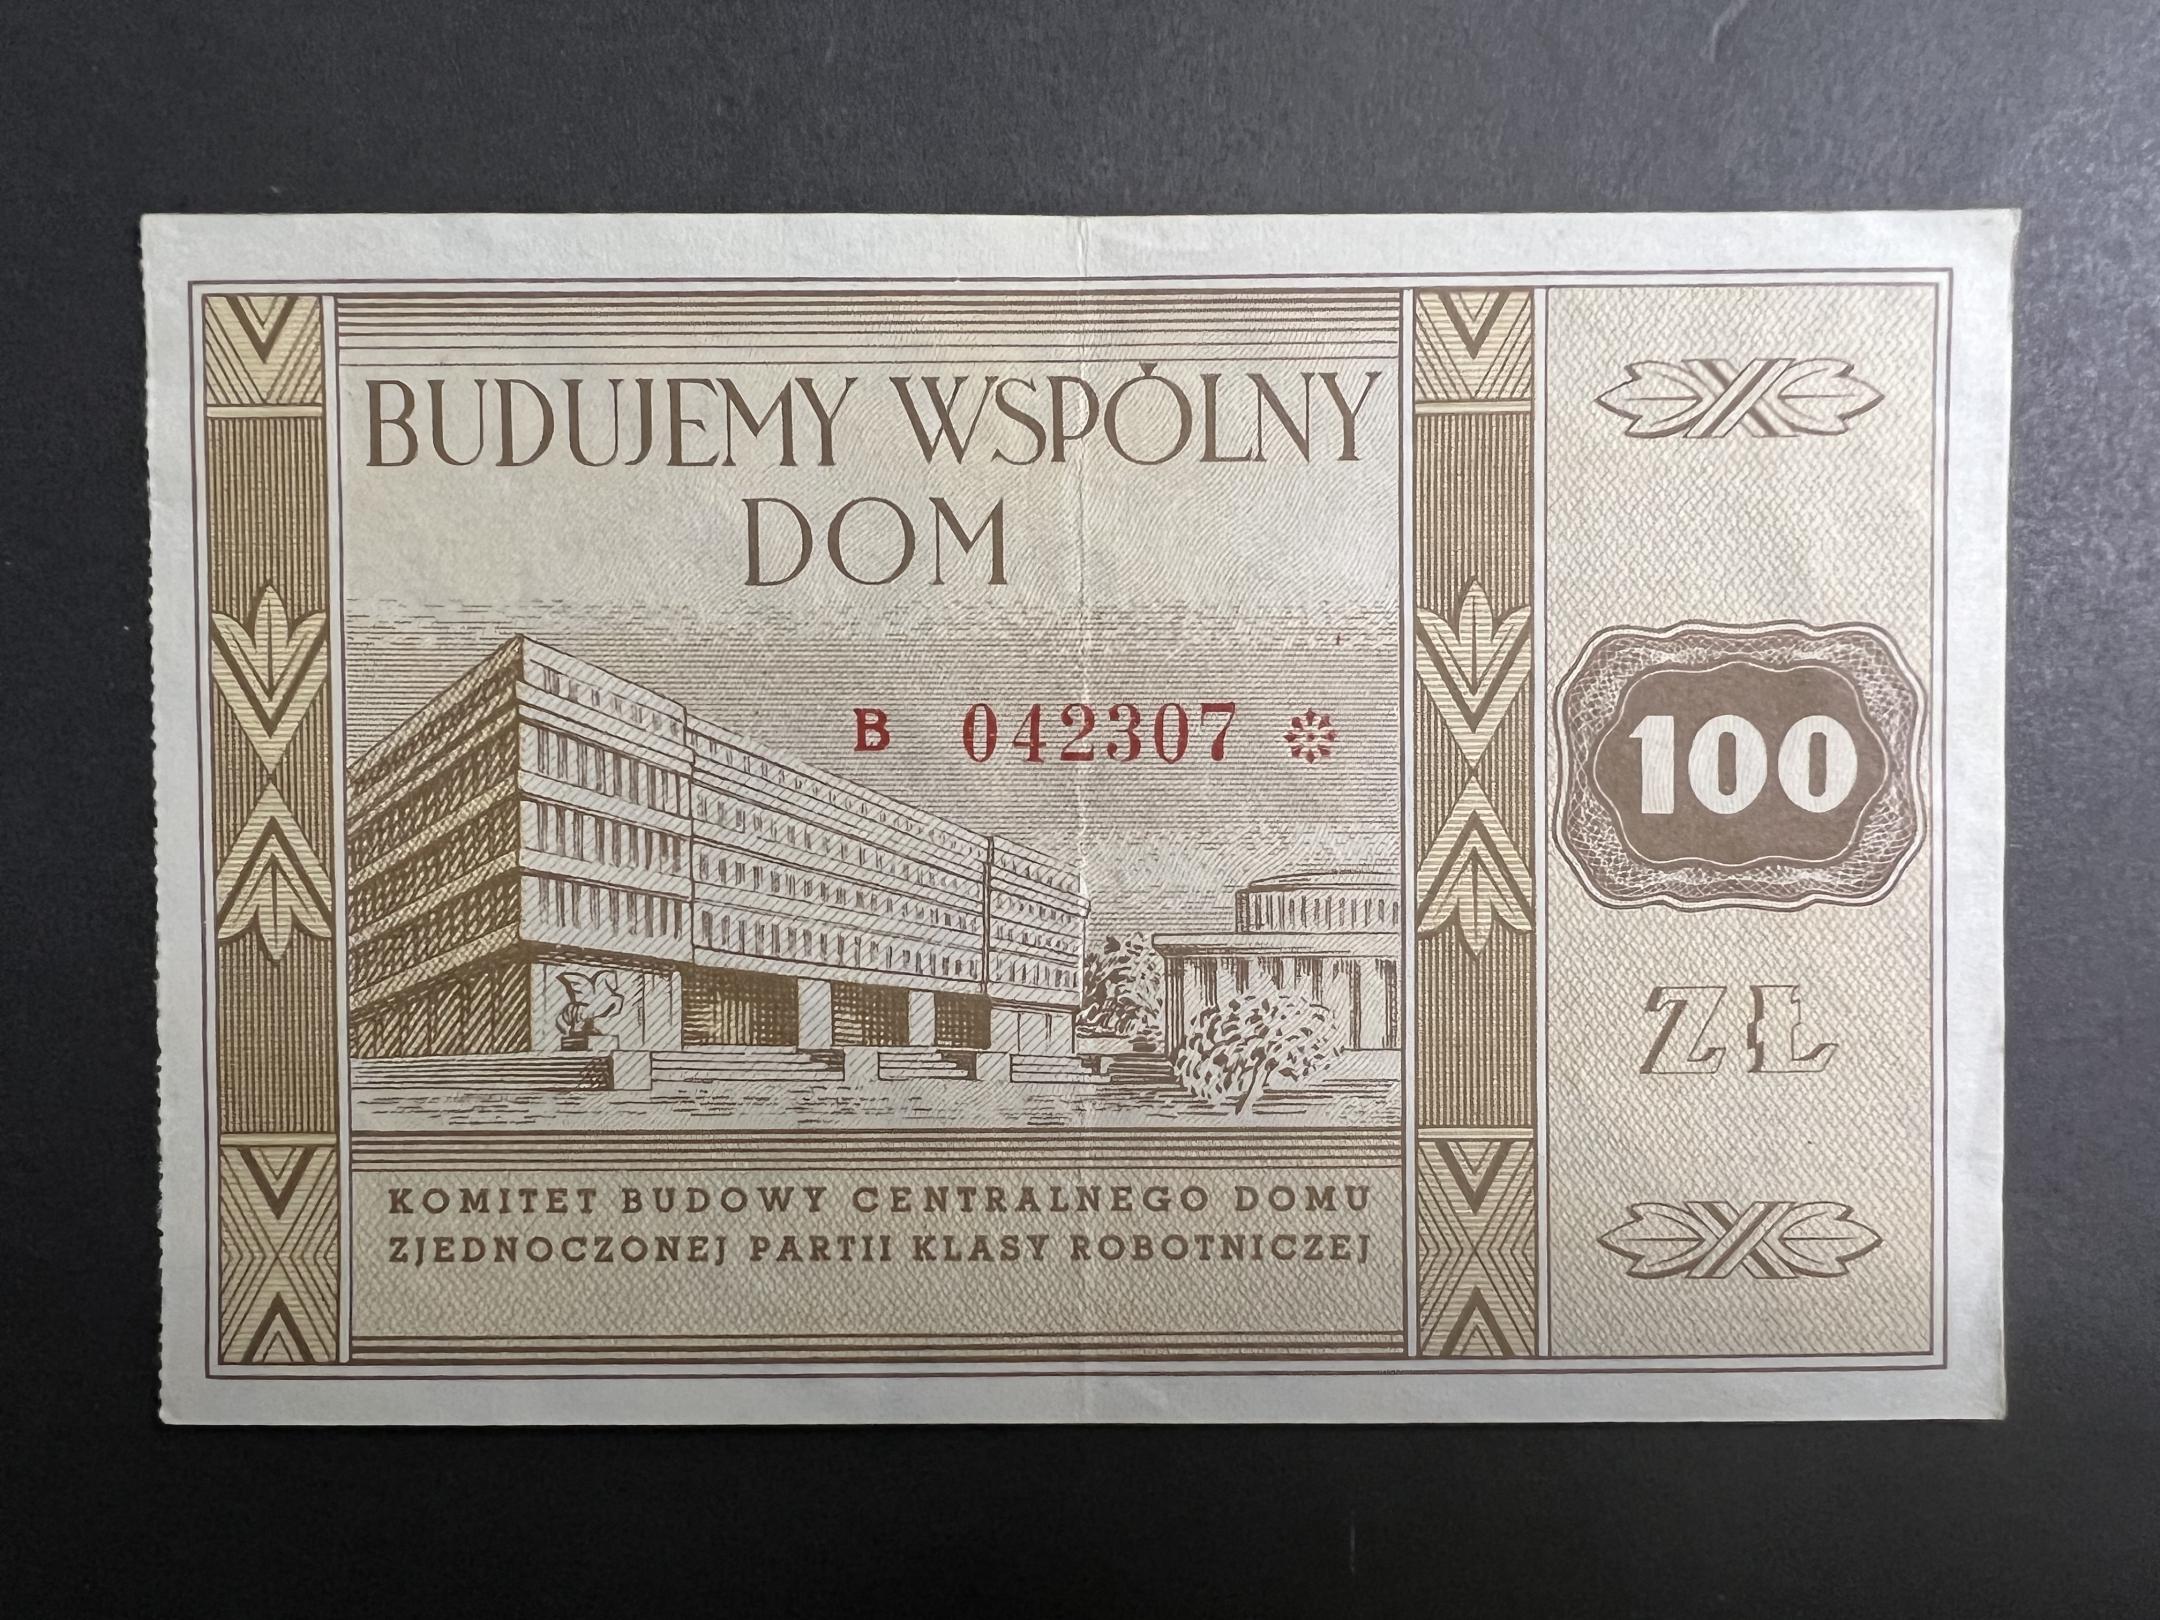 BUDUJEMY WSPÓLNY
DOM
B 042307
100
ZŁ
KOMITET BUDOWY CENTRALNEGO DOMU
ZJEDNOCZONEJ PARTII KLASY ROBOTNICZEJ